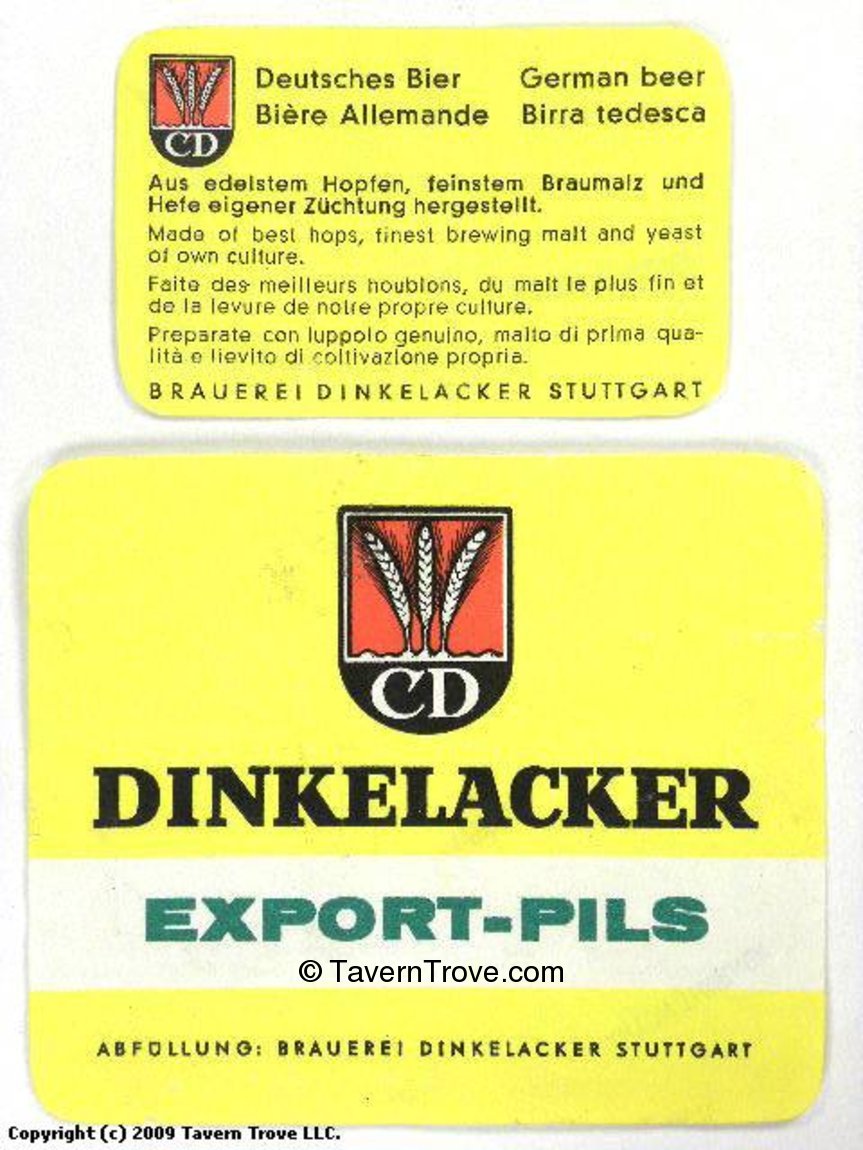 CD
Deutsches Bier German beer
Bière Allemande Birra tedesca
Aus edelstem Hopfen, feinstem Braumalz und
Hefe eigener Züchtung hergestellt.
Made of best hops, finest brewing malt and yeast
of own culture.
Faite des meilleurs houblons, du malt le plus fin et
de la levure de notre propre culture.
Preparate con luppolo genuino, malto di prima qua-
lità e lievito di coltivazione propria.
BRAUEREI DINKELACKER STUTTGART
CD
DINKELACKER
EXPORT-PILS
© TavernTrove.com
ABFÜLLUNG: BRAUEREI DINKELACKER STUTTGART
Copyright (c) 2009 Tavern Trove LLC.